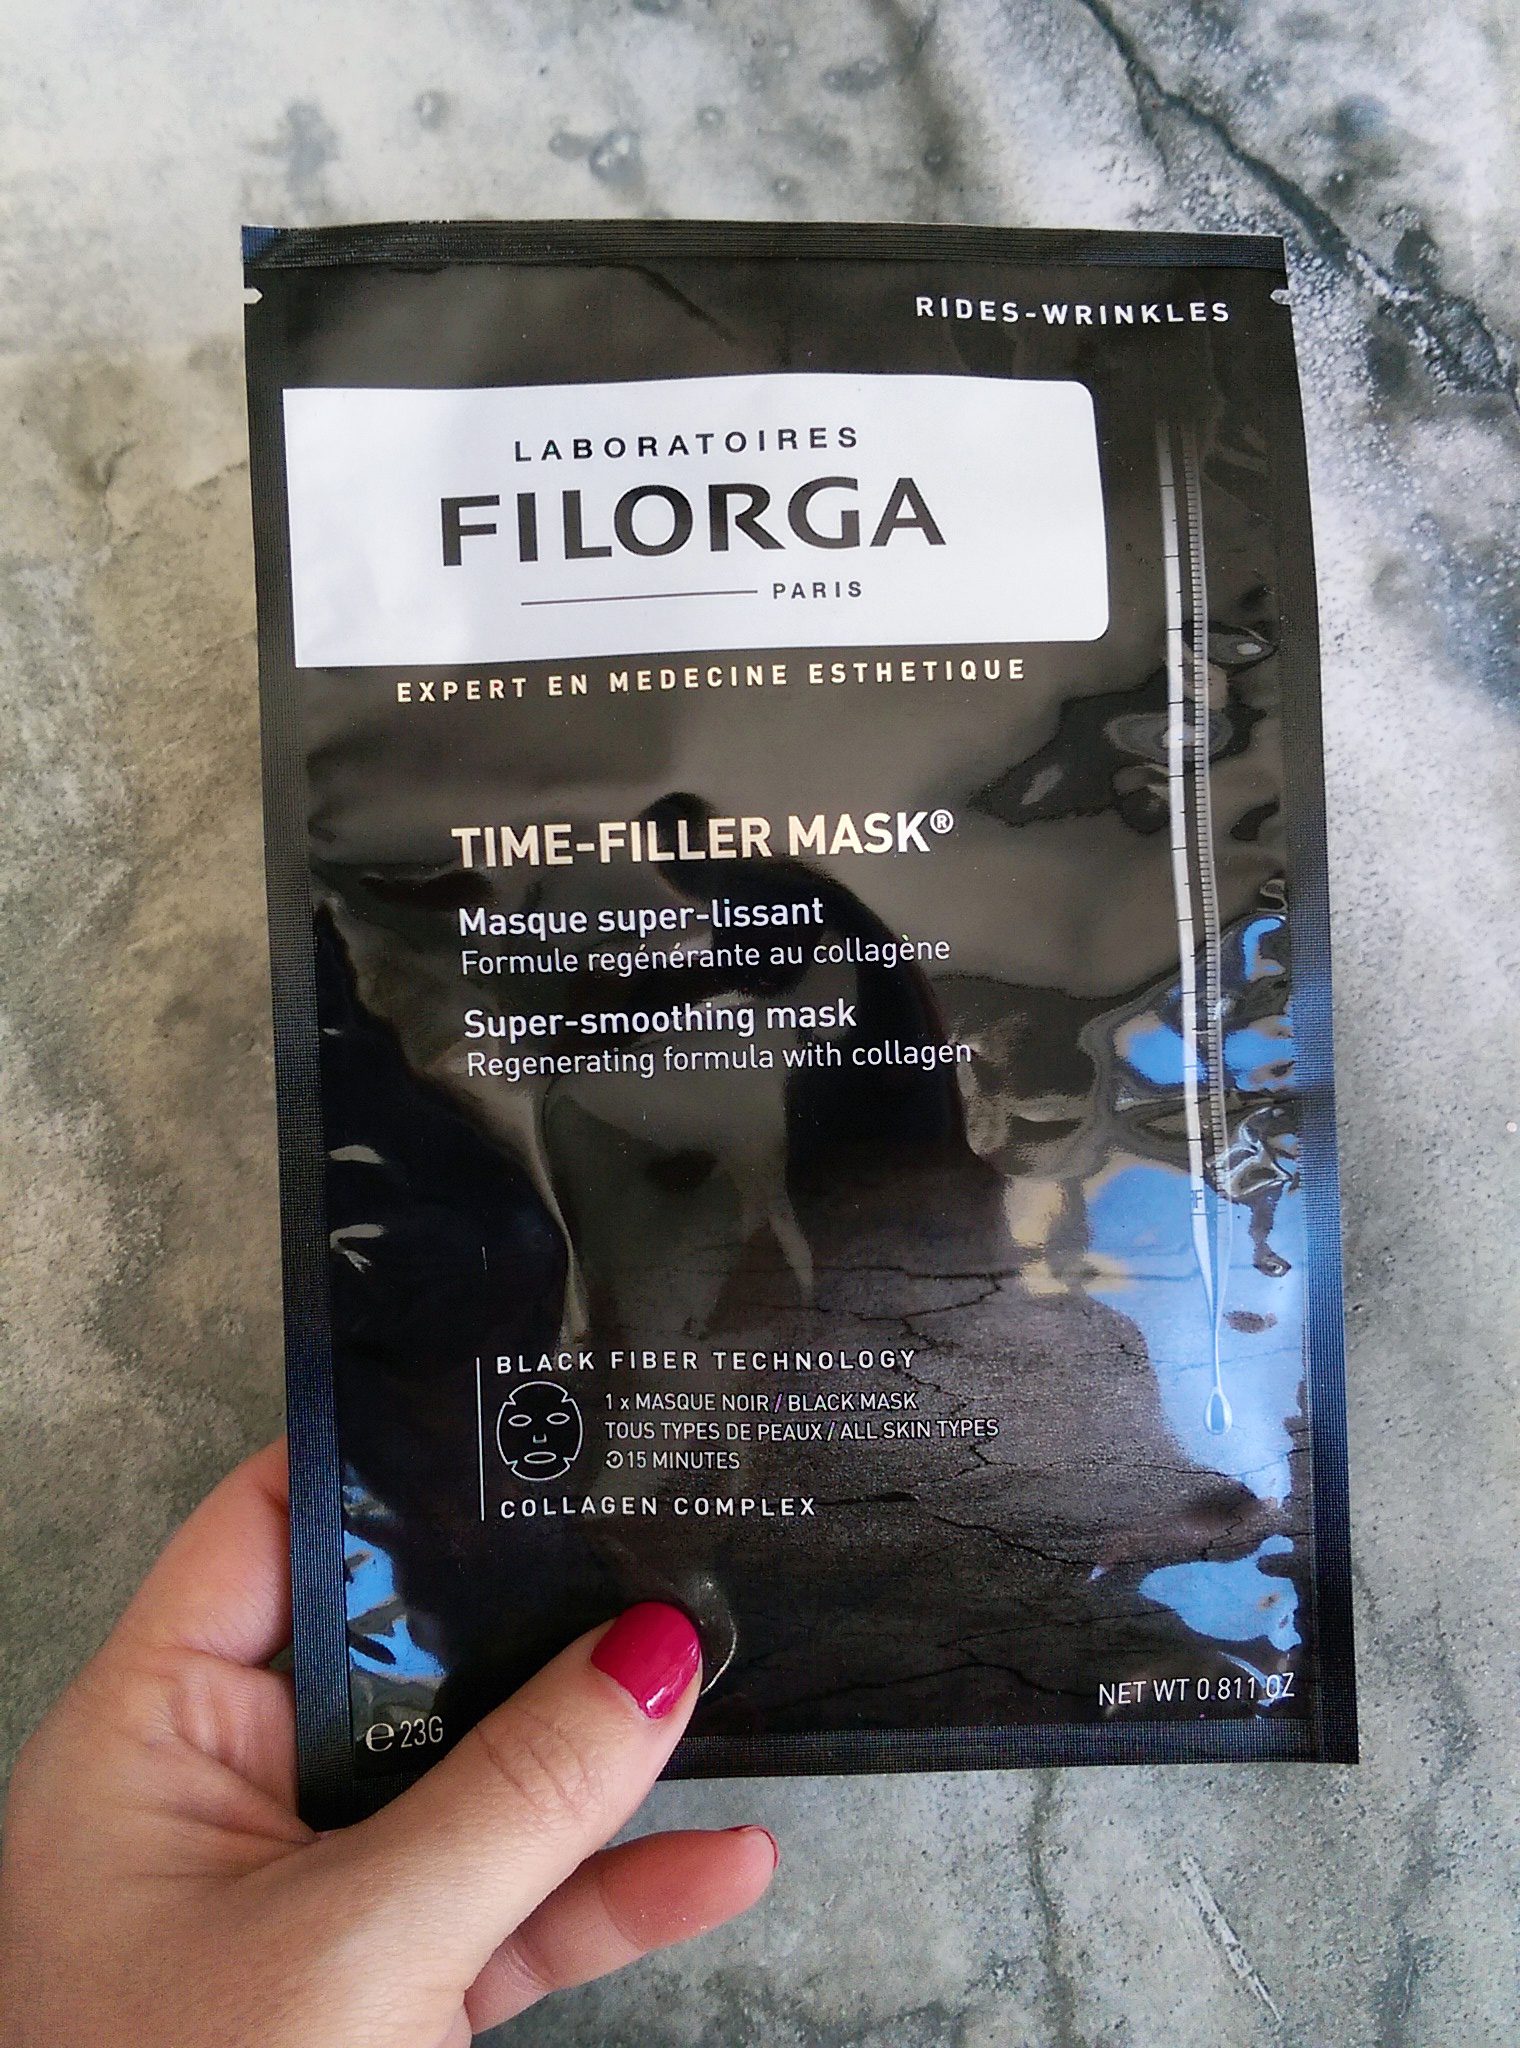 RIDES-WRINKLES
LABORATOIRES
FILORGA
PARIS
EXPERT EN MEDECINE ESTHETIQUE
TIME-FILLER MASK®
Masque super-lissant
Formule regénérante au collagène
Super-smoothing mask
Regenerating formula with collagen
BLACK FIBER TECHNOLOGY
1 x MASQUE NOIR / BLACK MASK
TOUS TYPES DE PEAUX / ALL SKIN TYPES
15 MINUTES
COLLAGEN COMPLEX
℮ 23G
NET WT 0.811 OZ